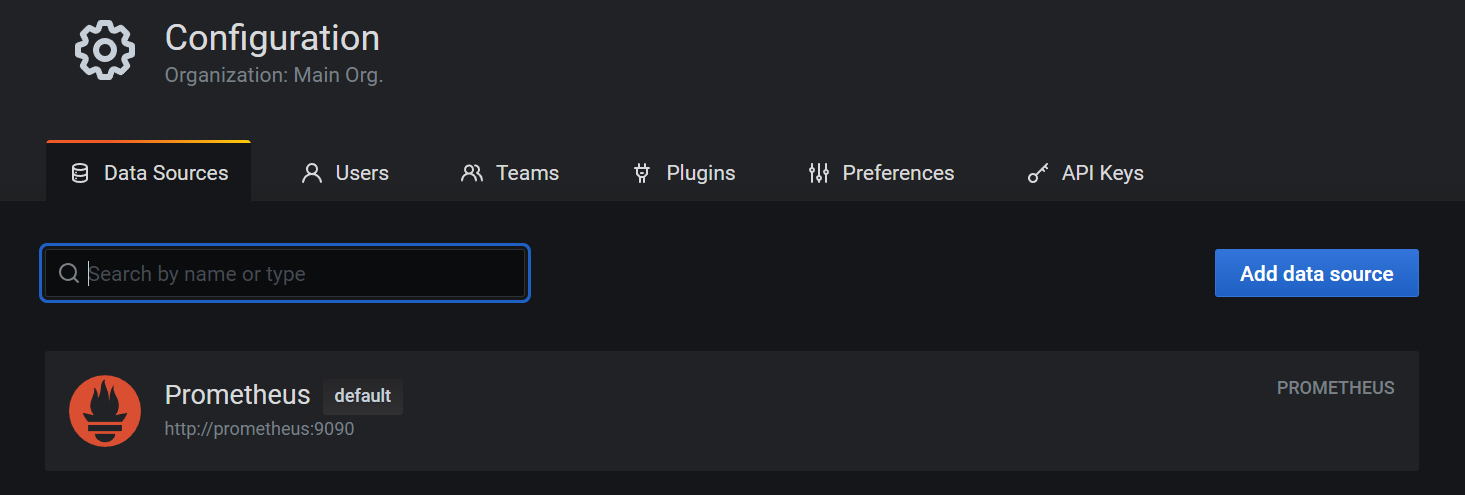 Configuration
Organization: Main Org.
Data Sources Users Teams Plugins Preferences API Keys
Search by name or type Add data source
Prometheus default PROMETHEUS
http://prometheus:9090